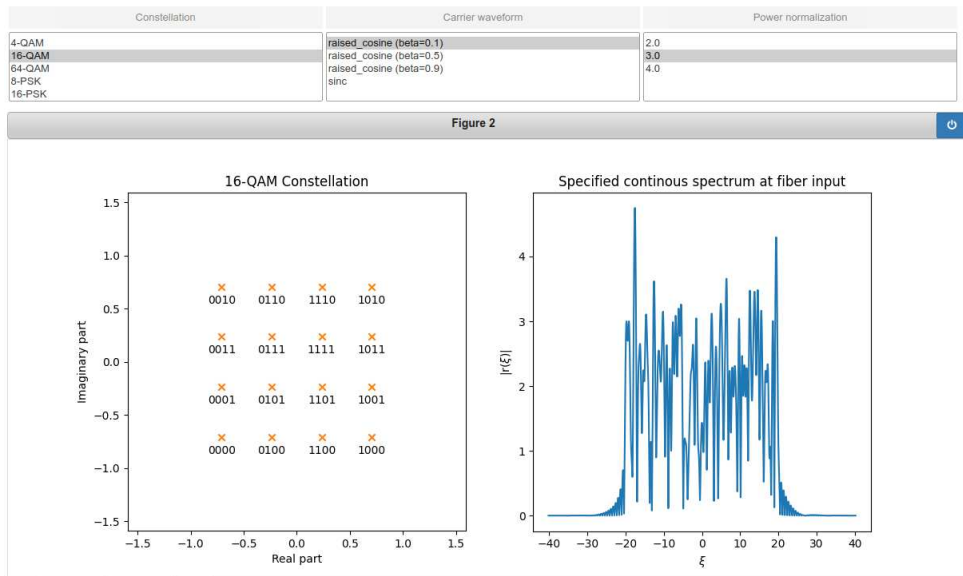 Constellation
Carrier waveform
Power normalization
4-QAM
16-QAM
64-QAM
8-PSK
16-PSK
raised_cosine (beta=0.1)
raised_cosine (beta=0.5)
raised_cosine (beta=0.9)
sinc
2.0
3.0
4.0
Figure 2
16-QAM Constellation
Imaginary part
1.5
1.0
0.5
0.0
−0.5
−1.0
−1.5
0010 0110 1110 1010
0011 0111 1111 1011
0001 0101 1101 1001
0000 0100 1100 1000
−1.5 −1.0 −0.5 0.0 0.5 1.0 1.5
Real part
Specified continous spectrum at fiber input
|r(ξ)|
4
3
2
1
0
−40 −30 −20 −10 0 10 20 30 40
ξ